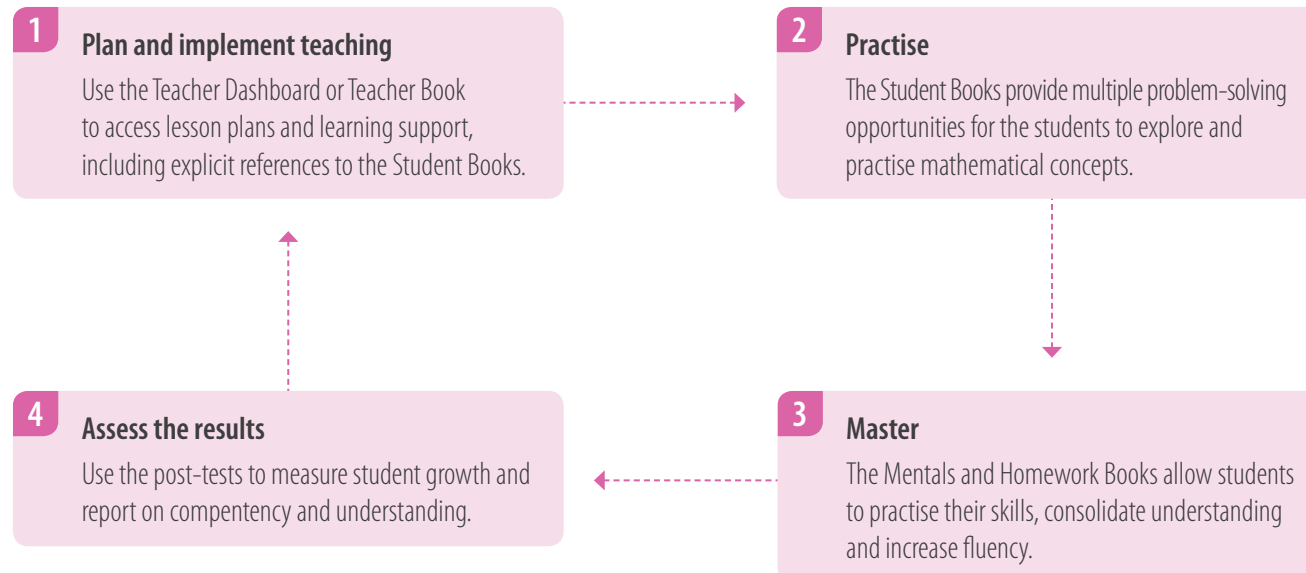 1
Plan and implement teaching
Use the Teacher Dashboard or Teacher Book
to access lesson plans and learning support,
including explicit references to the Student Books.
2
Practise
The Student Books provide multiple problem-solving
opportunities for the students to explore and
practise mathematical concepts.
3
Master
The Mentals and Homework Books allow students
to practise their skills, consolidate understanding
and increase fluency.
4
Assess the results
Use the post-tests to measure student growth and
report on compentency and understanding.